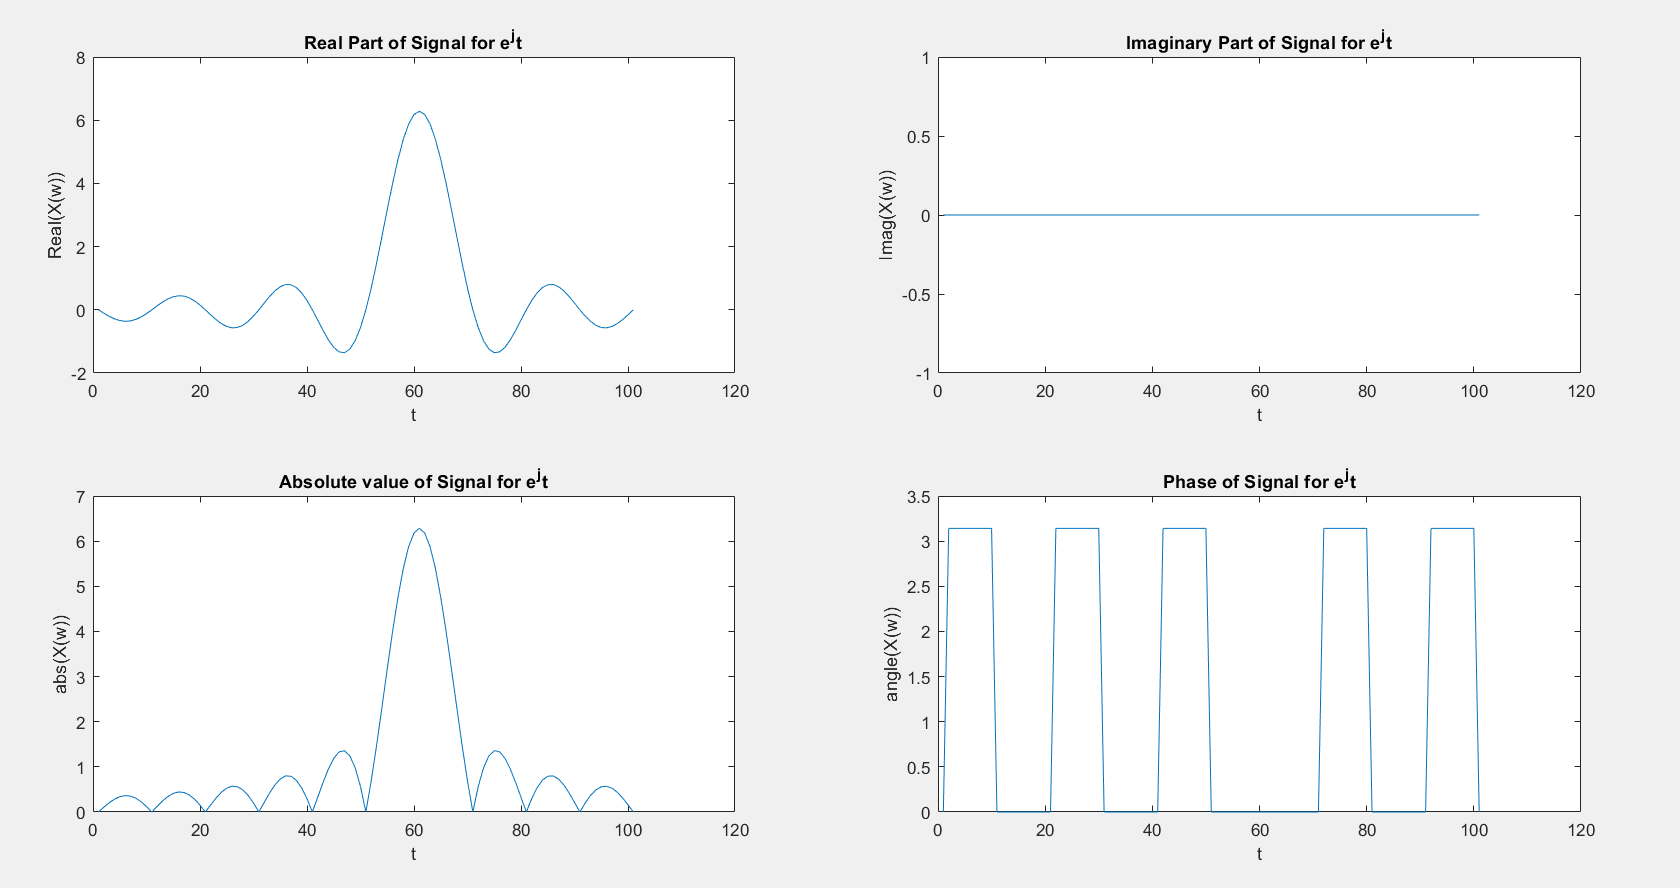 Real Part of Signal for e^j t
8
6
4
2
0
-2
Real(X(w))
0 20 40 60 80 100 120
t
Imaginary Part of Signal for e^j t
1
0.5
0
-0.5
-1
Imag(X(w))
0 20 40 60 80 100 120
t
Absolute value of Signal for e^j t
7
6
5
4
3
2
1
0
abs(X(w))
0 20 40 60 80 100 120
t
Phase of Signal for e^j t
3.5
3
2.5
2
1.5
1
0.5
0
angle(X(w))
0 20 40 60 80 100 120
t